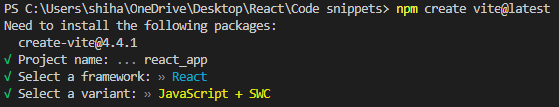 PS C:\Users\shiha\OneDrive\Desktop\React\Code snippets> npm create vite@latest
Need to install the following packages:
  create-vite@4.4.1
√ Project name: ... react_app
√ Select a framework: » React
√ Select a variant: » JavaScript + SWC